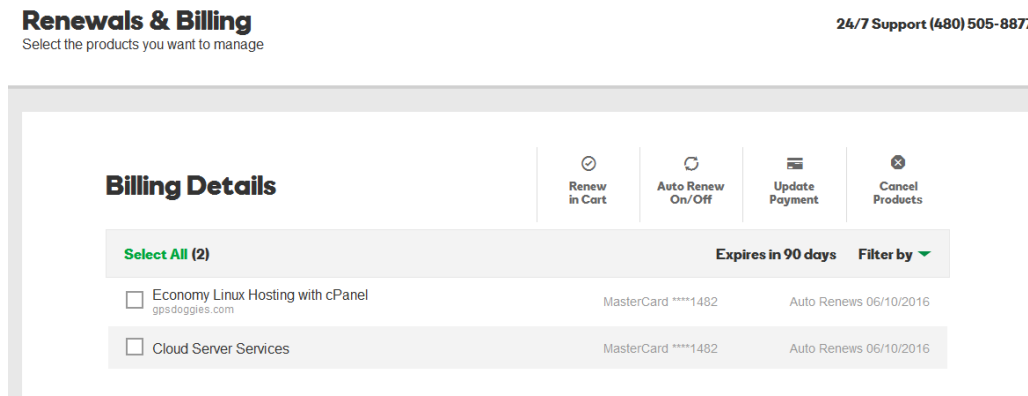 Renewals & Billing
Select the products you want to manage
24/7 Support (480) 505-8877
Billing Details
Renew
in Cart
Auto Renew
On/Off
Update
Payment
Cancel
Products
Select All (2)
Expires in 90 days
Filter by
Economy Linux Hosting with cPanel
gpsdoggies.com
MasterCard ****1482
Auto Renews 06/10/2016
Cloud Server Services
MasterCard ****1482
Auto Renews 06/10/2016